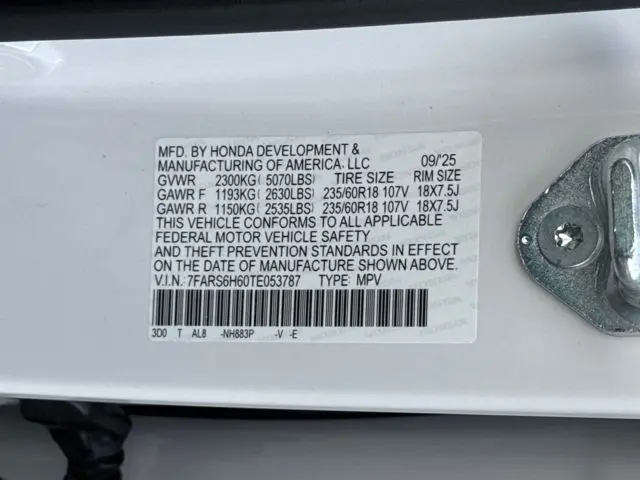 MFD. BY HONDA DEVELOPMENT &
MANUFACTURING OF AMERICA, LLC 09/'25
GVWR 2300KG( 5070LBS) TIRE SIZE RIM SIZE
GAWR F 1193KG( 2630LBS) 235/60R18 107V 18X7.5J
GAWR R 1150KG( 2535LBS) 235/60R18 107V 18X7.5J
THIS VEHICLE CONFORMS TO ALL APPLICABLE
FEDERAL MOTOR VEHICLE SAFETY
AND THEFT PREVENTION STANDARDS IN EFFECT
ON THE DATE OF MANUFACTURE SHOWN ABOVE.
V.I.N.: 7FARS6H60TE053787 TYPE: MPV
3D0 T AL8 -NH883P -V -E